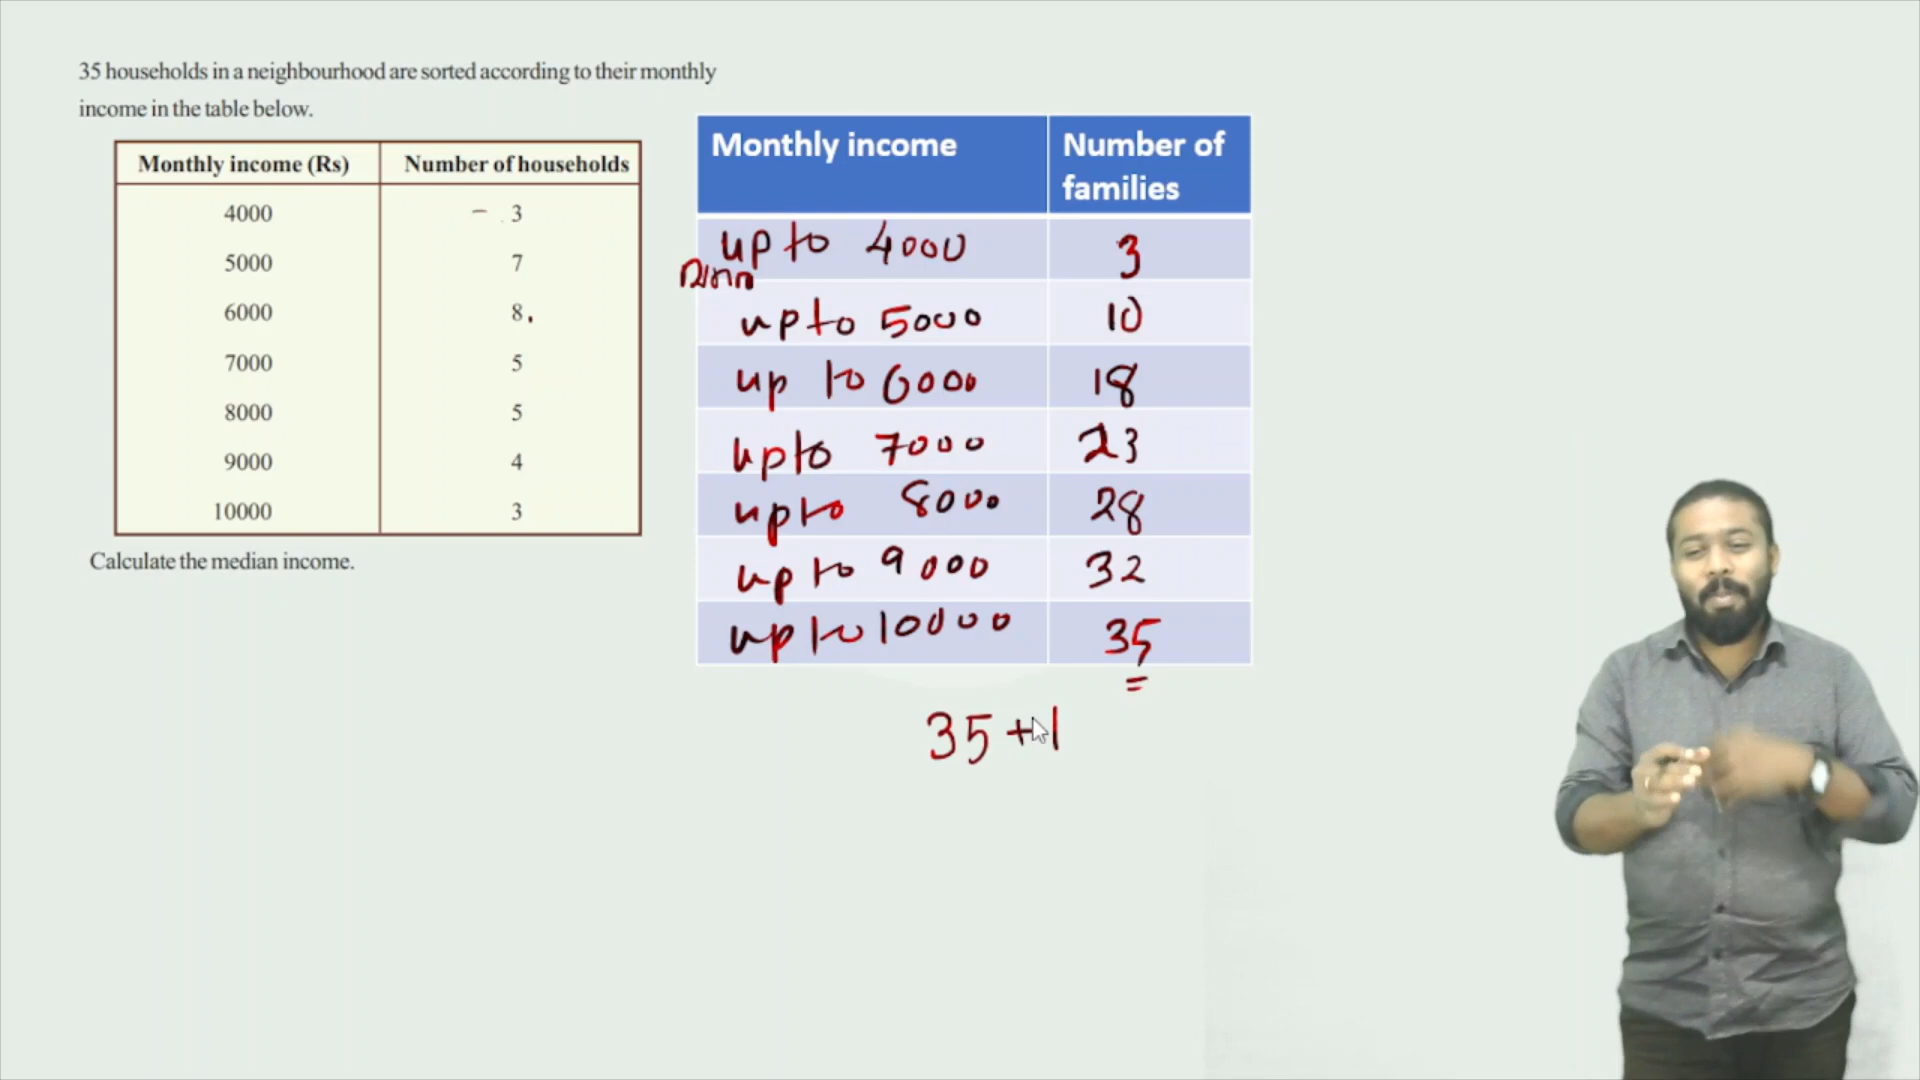 35 households in a neighbourhood are sorted according to their monthly
income in the table below.
Monthly income (Rs) Number of households
4000 - 3
5000 7
6000 8.
7000 5
8000 5
9000 4
10000 3
Calculate the median income.
Monthly income Number of
families
up to 4000 3
upto 5000 10
up to 6000 18
upto 7000 23
upto 8000 28
up to 9000 32
up to 10000 35
=
35 + 1